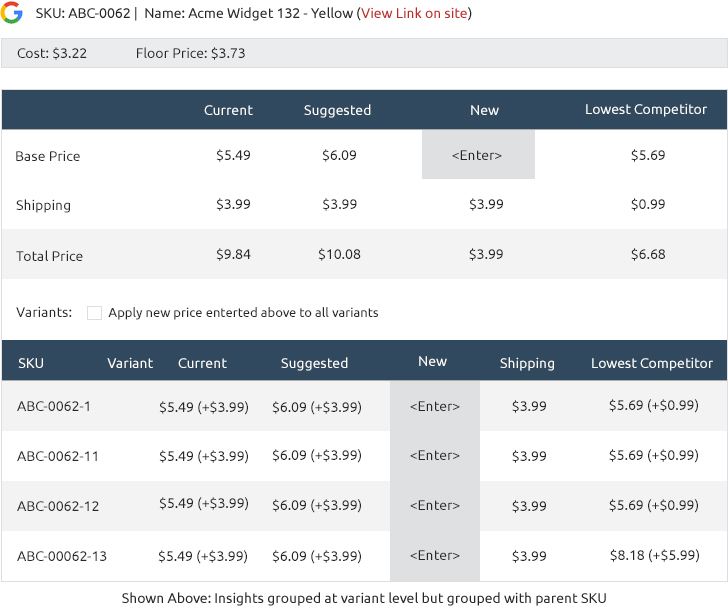 SKU: ABC-0062 | Name: Acme Widget 132 - Yellow (View Link on site)
Cost: $3.22 Floor Price: $3.73
Current Suggested New Lowest Competitor
Base Price $5.49 $6.09 <Enter> $5.69
Shipping $3.99 $3.99 $3.99 $0.99
Total Price $9.84 $10.08 $3.99 $6.68
Variants: Apply new price enterted above to all variants
SKU Variant Current Suggested New Shipping Lowest Competitor
ABC-0062-1 $5.49 (+$3.99) $6.09 (+$3.99) <Enter> $3.99 $5.69 (+$0.99)
ABC-0062-11 $5.49 (+$3.99) $6.09 (+$3.99) <Enter> $3.99 $5.69 (+$0.99)
ABC-0062-12 $5.49 (+$3.99) $6.09 (+$3.99) <Enter> $3.99 $5.69 (+$0.99)
ABC-00062-13 $5.49 (+$3.99) $6.09 (+$3.99) <Enter> $3.99 $8.18 (+$5.99)
Shown Above: Insights grouped at variant level but grouped with parent SKU